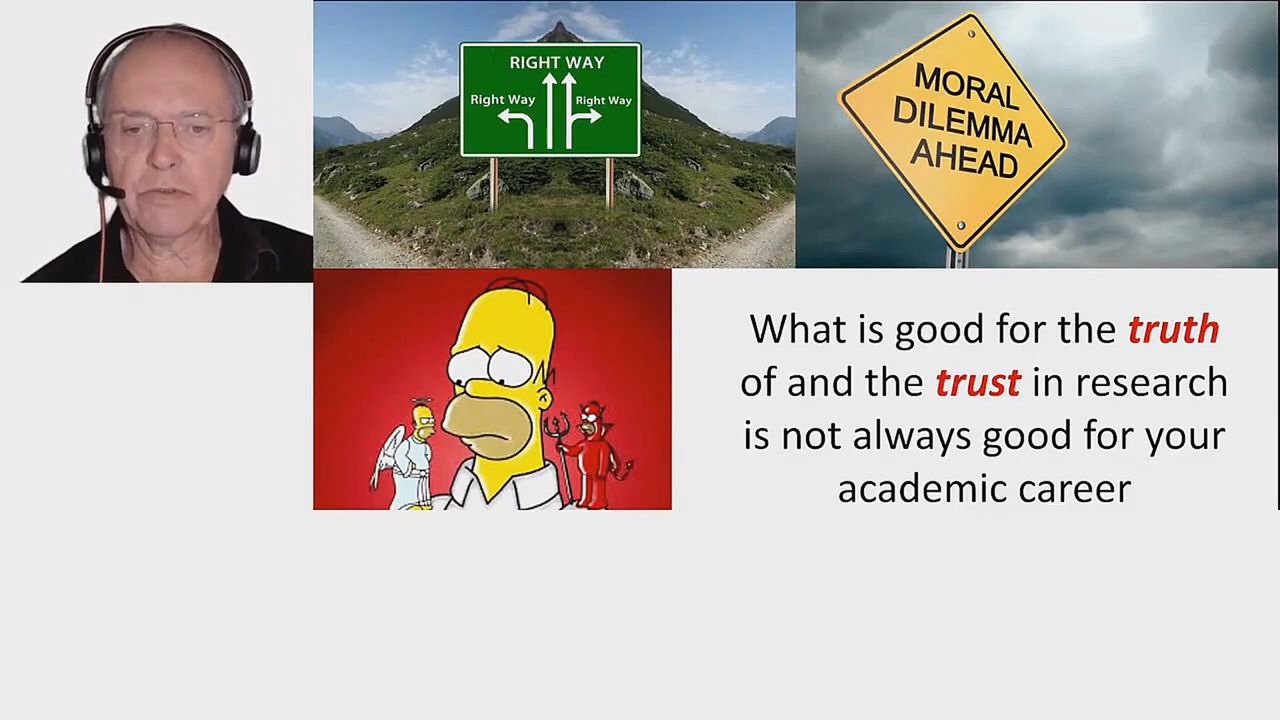 RIGHT WAY
Right Way
Right Way
MORAL
DILEMMA
AHEAD
What is good for the truth
of and the trust in research
is not always good for your
academic career